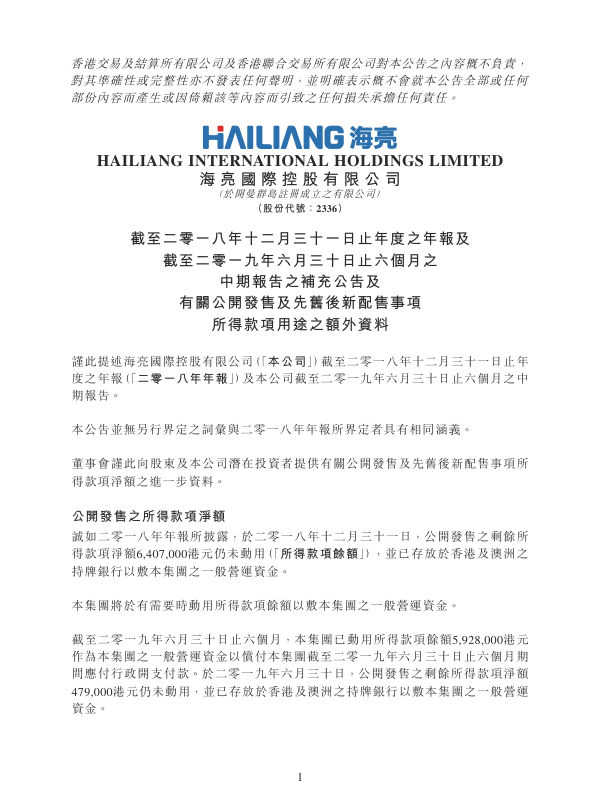 香港交易及結算所有限公司及香港聯合交易所有限公司對本公告之內容概不負責，
對其準確性或完整性亦不發表任何聲明，並明確表示概不會就本公告全部或任何
部份內容而產生或因倚賴該等內容而引致之任何損失承擔任何責任。
HAILIANG 海亮
HAILIANG INTERNATIONAL HOLDINGS LIMITED
海亮國際控股有限公司
（於開曼群島註冊成立之有限公司）
（股份代號：2336）
截至二零一八年十二月三十一日止年度之年報及
截至二零一九年六月三十日止六個月之
中期報告之補充公告及
有關公開發售及先舊後新配售事項
所得款項用途之額外資料
謹此提述海亮國際控股有限公司（「本公司」）截至二零一八年十二月三十一日止年
度之年報（「二零一八年年報」）及本公司截至二零一九年六月三十日止六個月之中
期報告。
本公告並無另行界定之詞彙與二零一八年年報所界定者具有相同涵義。
董事會謹此向股東及本公司潛在投資者提供有關公開發售及先舊後新配售事項所
得款項淨額之進一步資料。
公開發售之所得款項淨額
誠如二零一八年年報所披露，於二零一八年十二月三十一日，公開發售之剩餘所
得款項淨額6,407,000港元仍未動用（「所得款項餘額」），並已存放於香港及澳洲之
持牌銀行以敷本集團之一般營運資金。
本集團將於有需要時動用所得款項餘額以敷本集團之一般營運資金。
截至二零一九年六月三十日止六個月，本集團已動用所得款項餘額5,928,000港元
作為本集團之一般營運資金以償付本集團截至二零一九年六月三十日止六個月期
間應付行政開支付款。於二零一九年六月三十日，公開發售之剩餘所得款項淨額
479,000港元仍未動用，並已存放於香港及澳洲之持牌銀行以敷本集團之一般營運
資金。
1